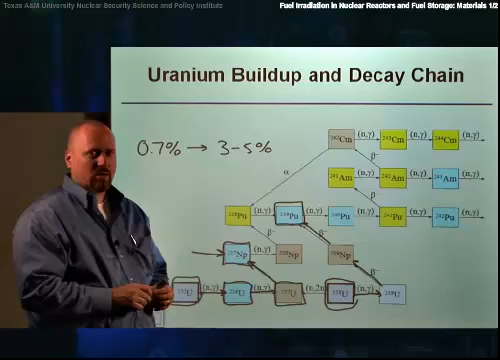 Texas A&M University Nuclear Security Science and Policy Institute
Fuel Irradiation in Nuclear Reactors and Fuel Storage: Materials 1/2
Uranium Buildup and Decay Chain
0.7% → 3-5%
²⁴²Cm (n,γ) ²⁴³Cm (n,γ) ²⁴⁴Cm (n,γ)
α β⁻
²⁴¹Am (n,γ) ²⁴²Am (n,γ) ²⁴³Am (n,γ)
β
²³⁸Pu (n,γ) ²³⁹Pu (n,γ) ²⁴⁰Pu (n,γ) ²⁴¹Pu (n,γ) ²⁴²Pu (n,γ)
β⁻ β⁻
²³⁷Np (n,γ) ²³⁸Np ²³⁹Np
β⁻
²³⁵U (n,γ) ²³⁶U (n,γ) ²³⁷U (n,2n) ²³⁸U (n,γ) ²³⁹U